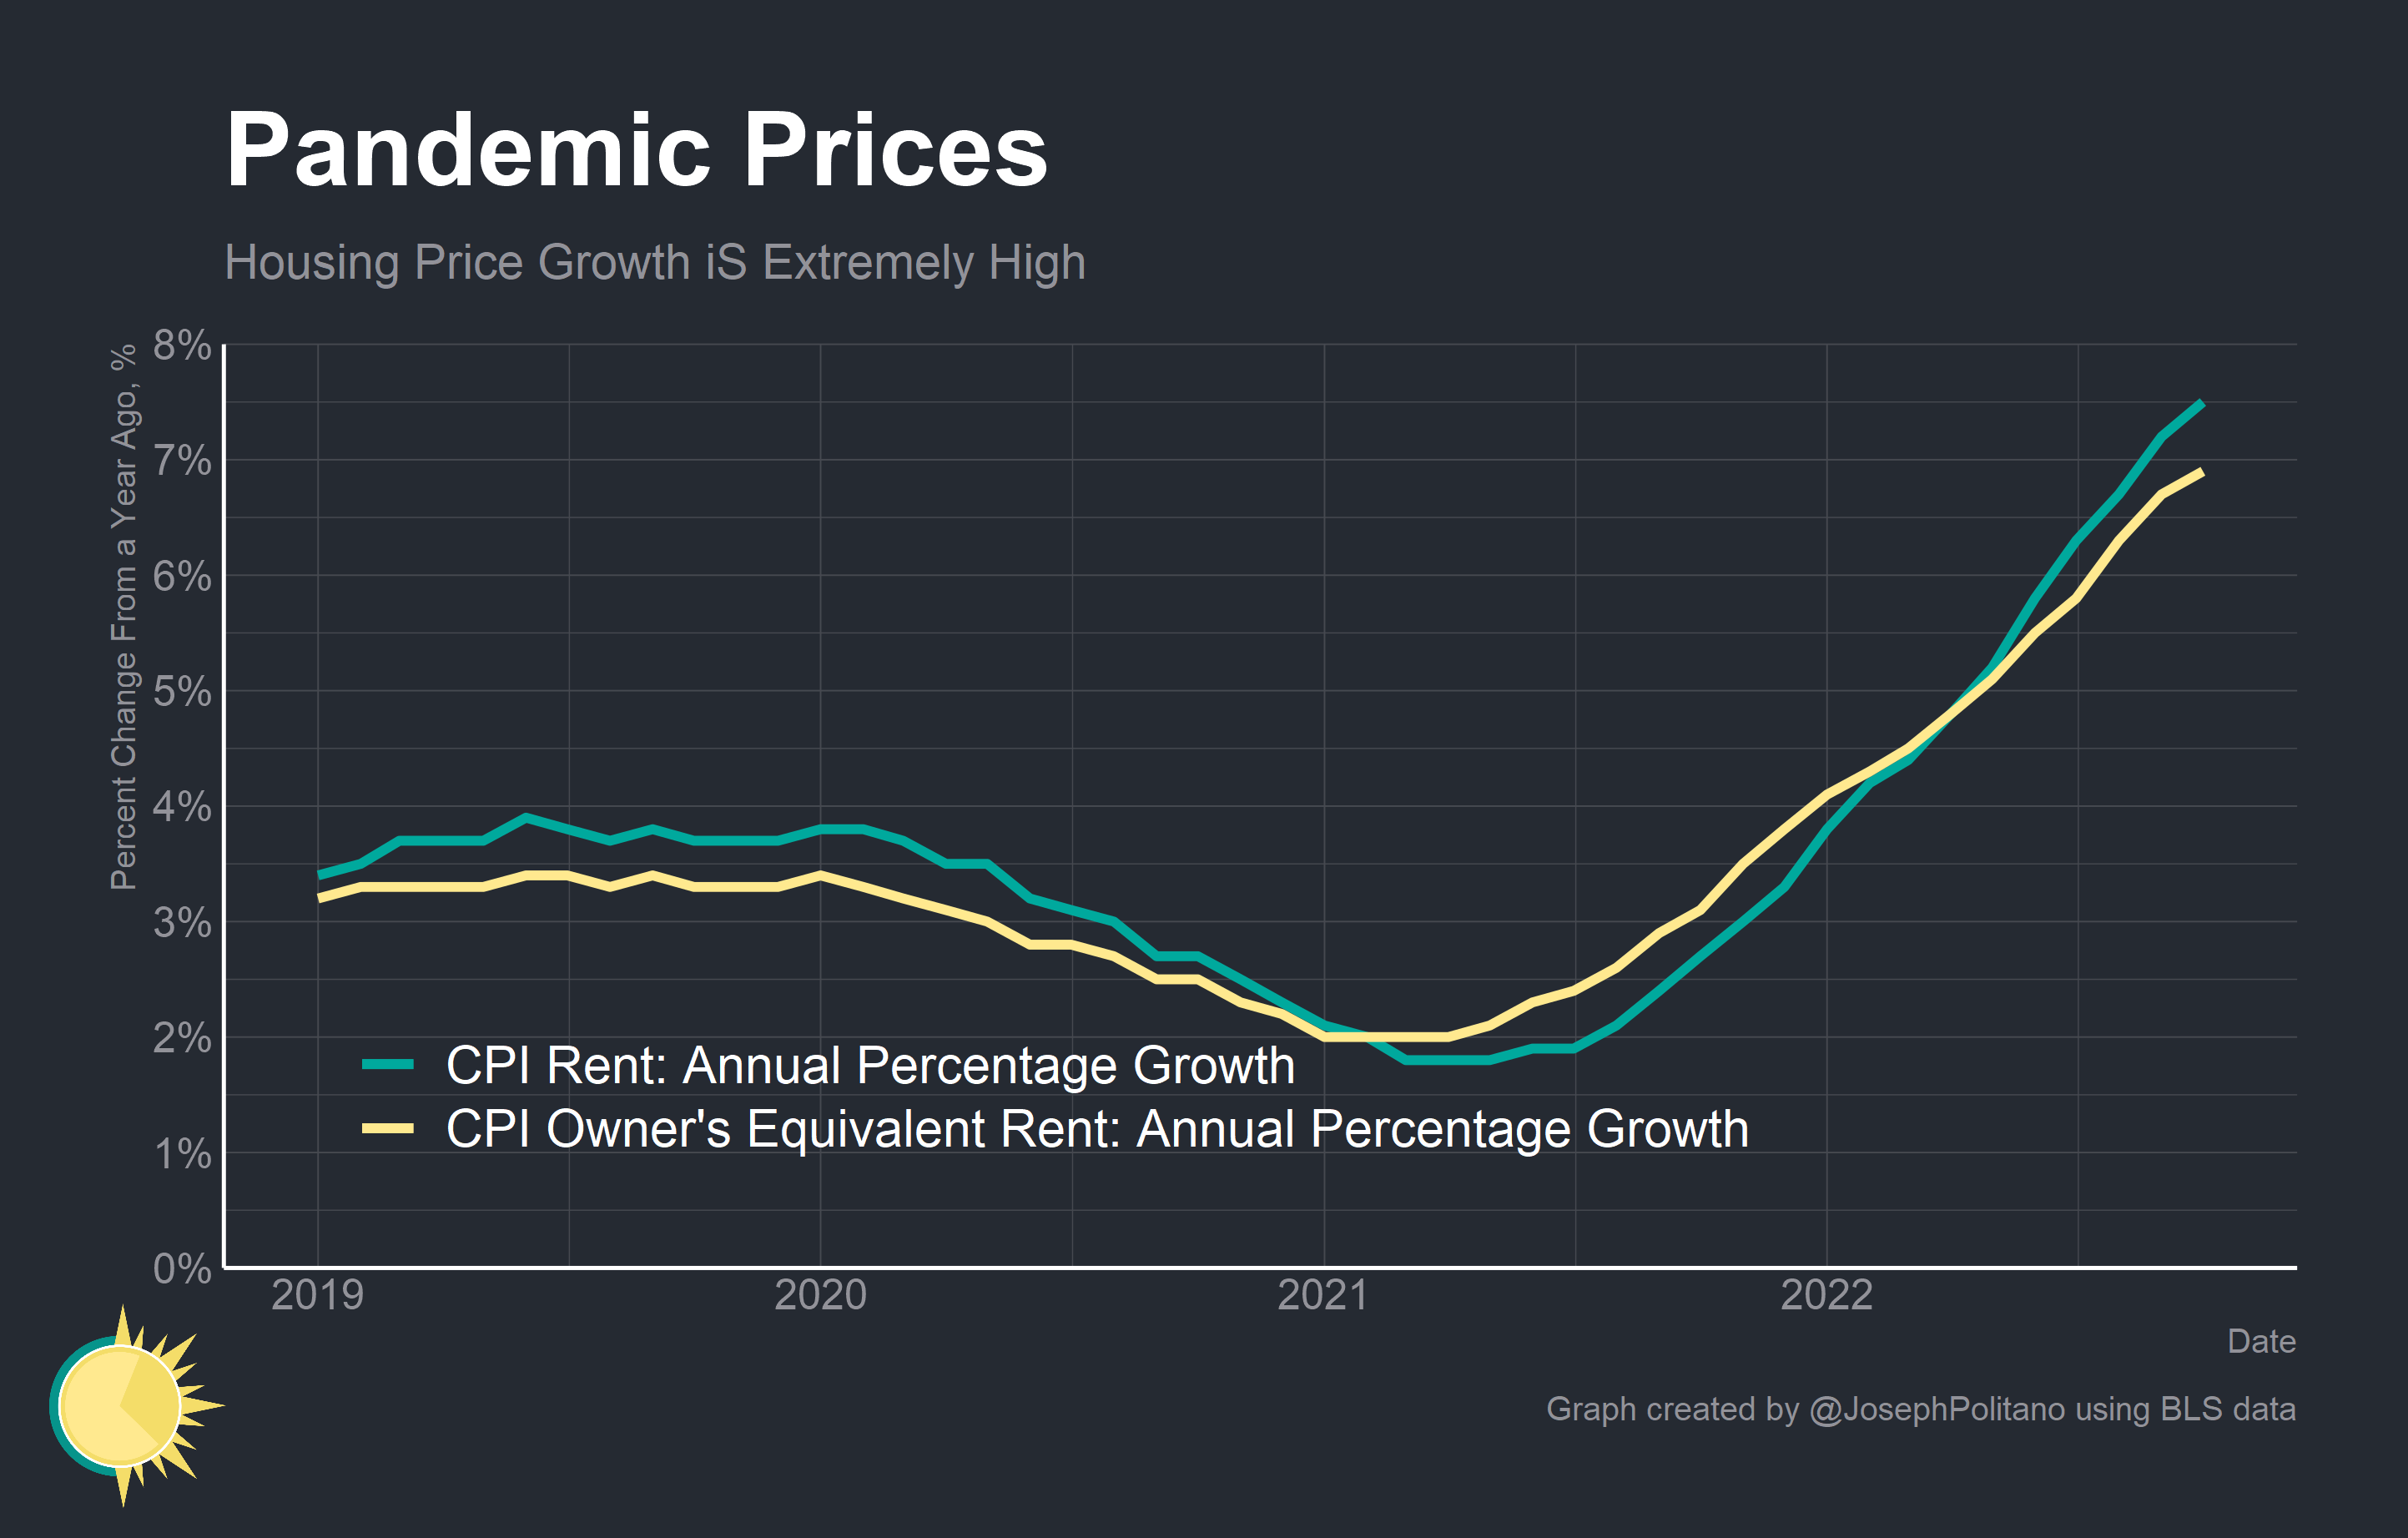 Pandemic Prices
Housing Price Growth iS Extremely High
Percent Change From a Year Ago, %
8%
7%
6%
5%
4%
3%
2%
1%
0%
CPI Rent: Annual Percentage Growth
CPI Owner's Equivalent Rent: Annual Percentage Growth
2019
2020
2021
2022
Date
Graph created by @JosephPolitano using BLS data